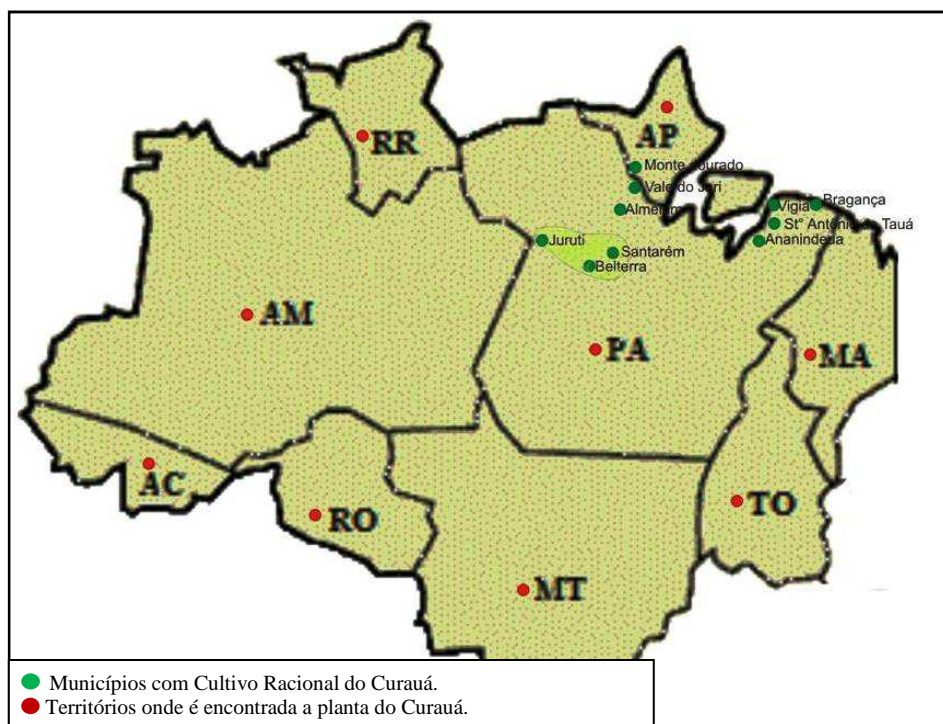 RR
AP
Monte Dourado
Vale do Jari
Almeirim
Vigia
Bragança
St° Antônio do Tauá
Ananindeua
Juruti
Santarém
Belterra
AM
PA
MA
AC
RO
TO
MT
Municípios com Cultivo Racional do Curauá.
Territórios onde é encontrada a planta do Curauá.